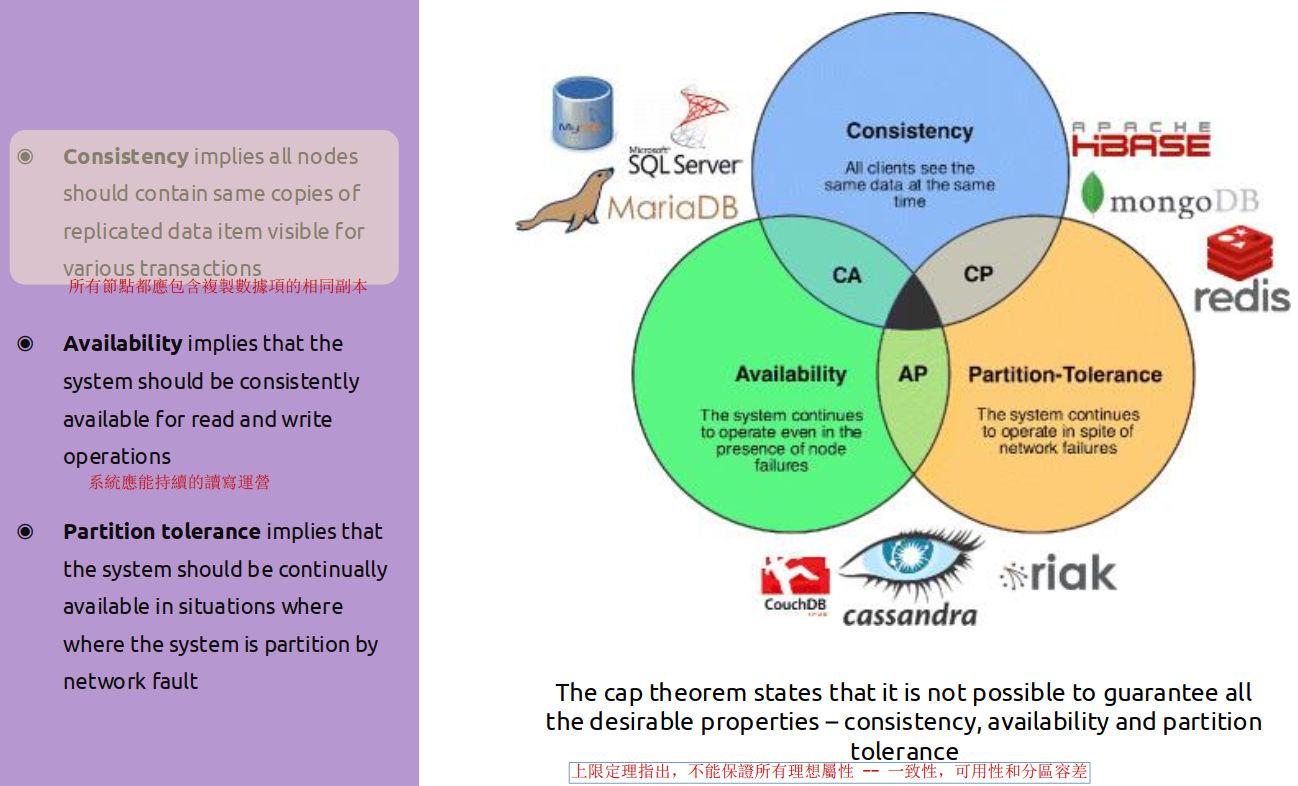 Consistency implies all nodes
should contain same copies of
replicated data item visible for
various transactions
所有節點都應包含複製數據項的相同副本
Availability implies that the
system should be consistently
available for read and write
operations
系統應能持續的讀寫運營
Partition tolerance implies that
the system should be continually
available in situations where
where the system is partition by
network fault
MySQL
Microsoft
SQL Server
MariaDB
Consistency
All clients see the
same data at the same
time
APACHE
HBASE
mongoDB
redis
CA
CP
Availability
The system continues
to operate even in the
presence of node
failures
AP
Partition-Tolerance
The system continues
to operate in spite of
network failures
CouchDB
cassandra
riak
The cap theorem states that it is not possible to guarantee all
the desirable properties – consistency, availability and partition
tolerance
上限定理指出，不能保證所有理想屬性 -- 一致性，可用性和分區容差